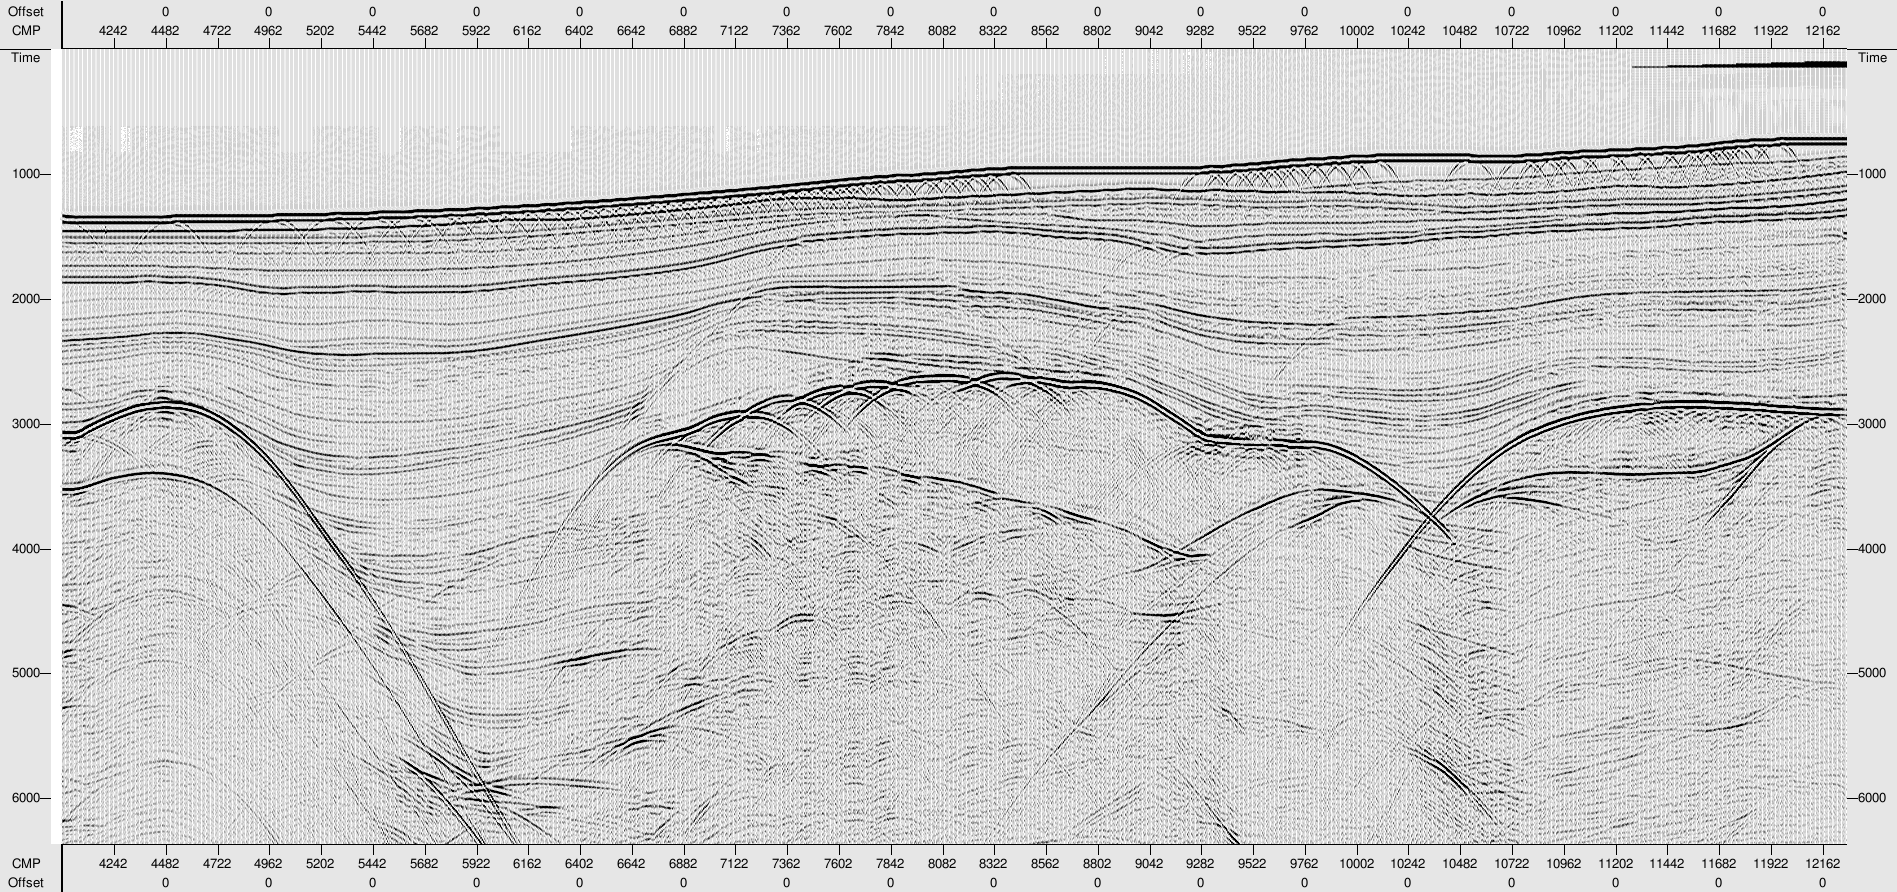 Offset 0 0 0 0 0 0 0 0 0 0 0 0 0 0 0 0 0
CMP 4242 4482 4722 4962 5202 5442 5682 5922 6162 6402 6642 6882 7122 7362 7602 7842 8082 8322 8562 8802 9042 9282 9522 9762 10002 10242 10482 10722 10962 11202 11442 11682 11922 12162
Time Time
1000 1000
2000 2000
3000 3000
4000 4000
5000 5000
6000 6000
CMP 4242 4482 4722 4962 5202 5442 5682 5922 6162 6402 6642 6882 7122 7362 7602 7842 8082 8322 8562 8802 9042 9282 9522 9762 10002 10242 10482 10722 10962 11202 11442 11682 11922 12162
Offset 0 0 0 0 0 0 0 0 0 0 0 0 0 0 0 0 0